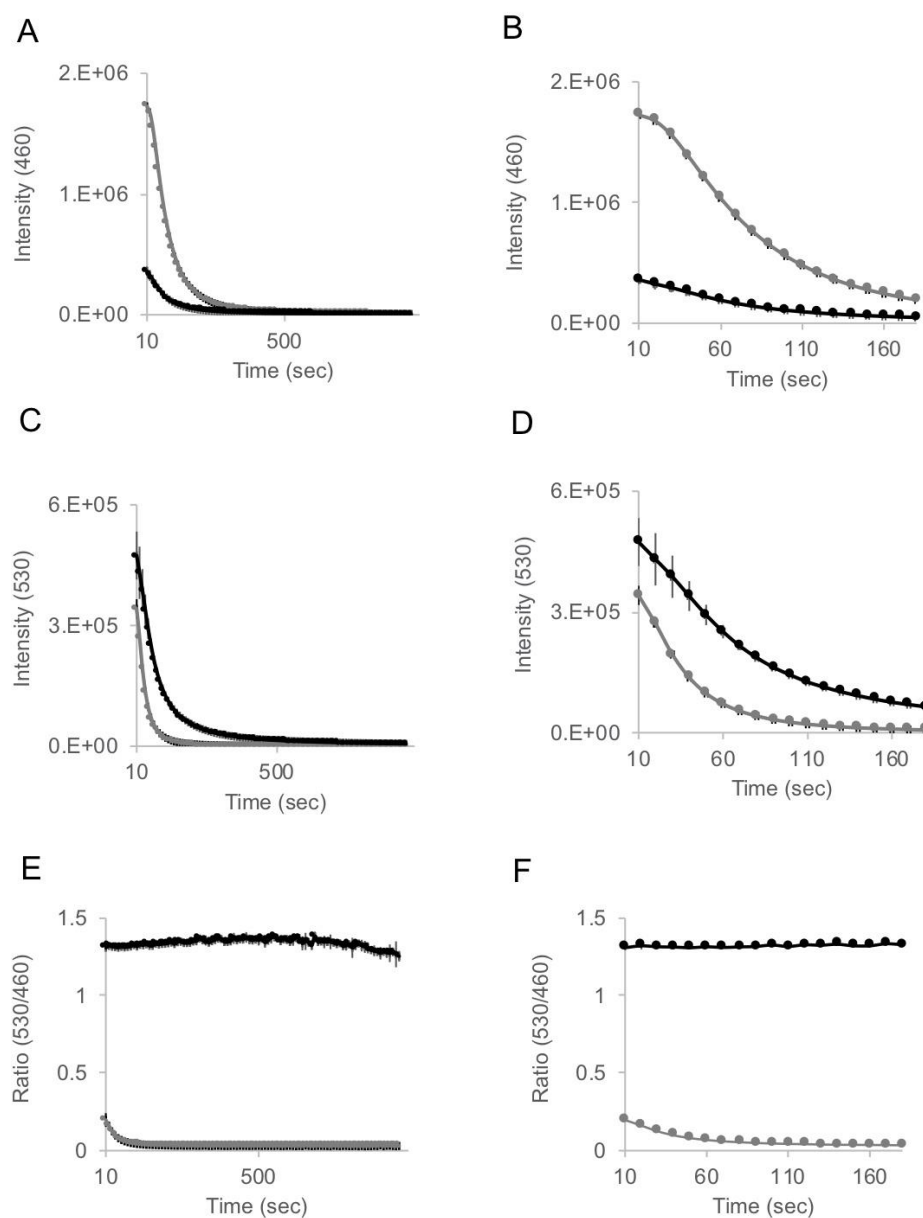 A
2.E+06
1.E+06
0.E+00
Intensity (460)
10
500
Time (sec)
B
2.E+06
1.E+06
0.E+00
Intensity (460)
10
60
110
160
Time (sec)
C
6.E+05
3.E+05
0.E+00
Intensity (530)
10
500
Time (sec)
D
6.E+05
3.E+05
0.E+00
Intensity (530)
10
60
110
160
Time (sec)
E
1.5
1
0.5
0
Ratio (530/460)
10
500
Time (sec)
F
1.5
1
0.5
0
Ratio (530/460)
10
60
110
160
Time (sec)